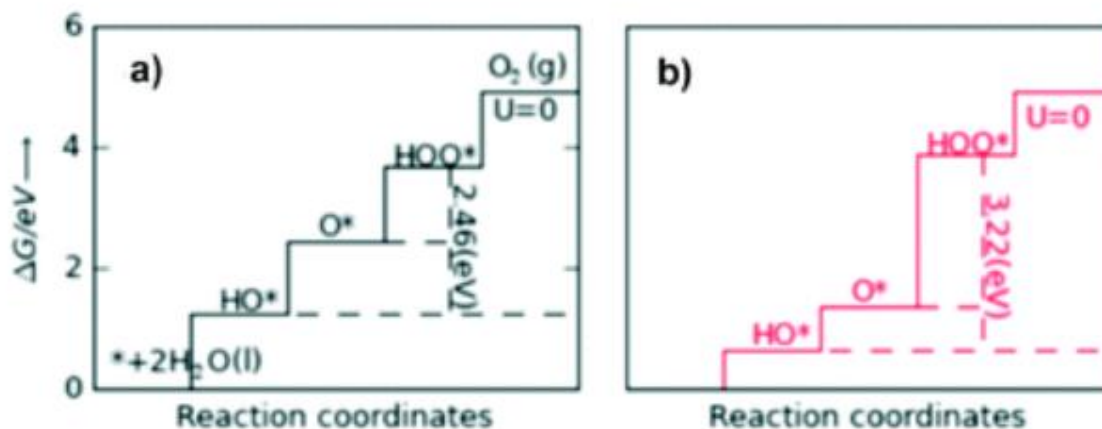 6
a)
O₂(g)
U=0
HOO*
4
2.46(eV)
O*
2
HO*
*+2H₂O(l)
0
ΔG/eV →
Reaction coordinates
b)
U=0
HOO*
3.22(eV)
O*
HO*
Reaction coordinates